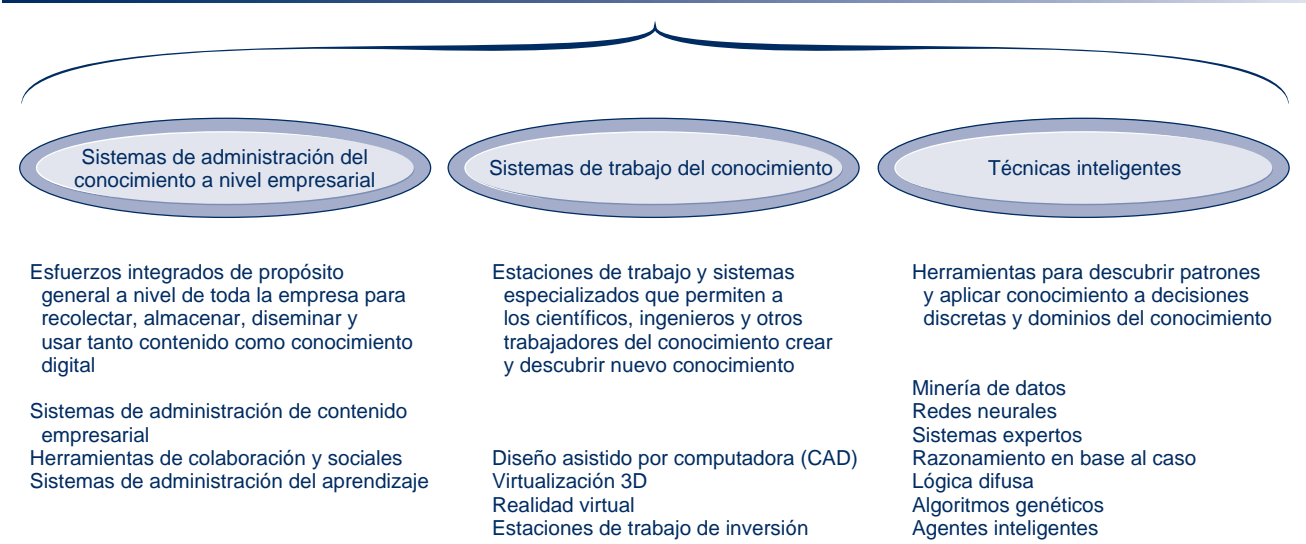 Sistemas de administración del
conocimiento a nivel empresarial
Sistemas de trabajo del conocimiento
Técnicas inteligentes
Esfuerzos integrados de propósito
general a nivel de toda la empresa para
recolectar, almacenar, diseminar y
usar tanto contenido como conocimiento
digital
Sistemas de administración de contenido
empresarial
Herramientas de colaboración y sociales
Sistemas de administración del aprendizaje
Estaciones de trabajo y sistemas
especializados que permiten a
los científicos, ingenieros y otros
trabajadores del conocimiento crear
y descubrir nuevo conocimiento
Diseño asistido por computadora (CAD)
Virtualización 3D
Realidad virtual
Estaciones de trabajo de inversión
Herramientas para descubrir patrones
y aplicar conocimiento a decisiones
discretas y dominios del conocimiento
Minería de datos
Redes neurales
Sistemas expertos
Razonamiento en base al caso
Lógica difusa
Algoritmos genéticos
Agentes inteligentes